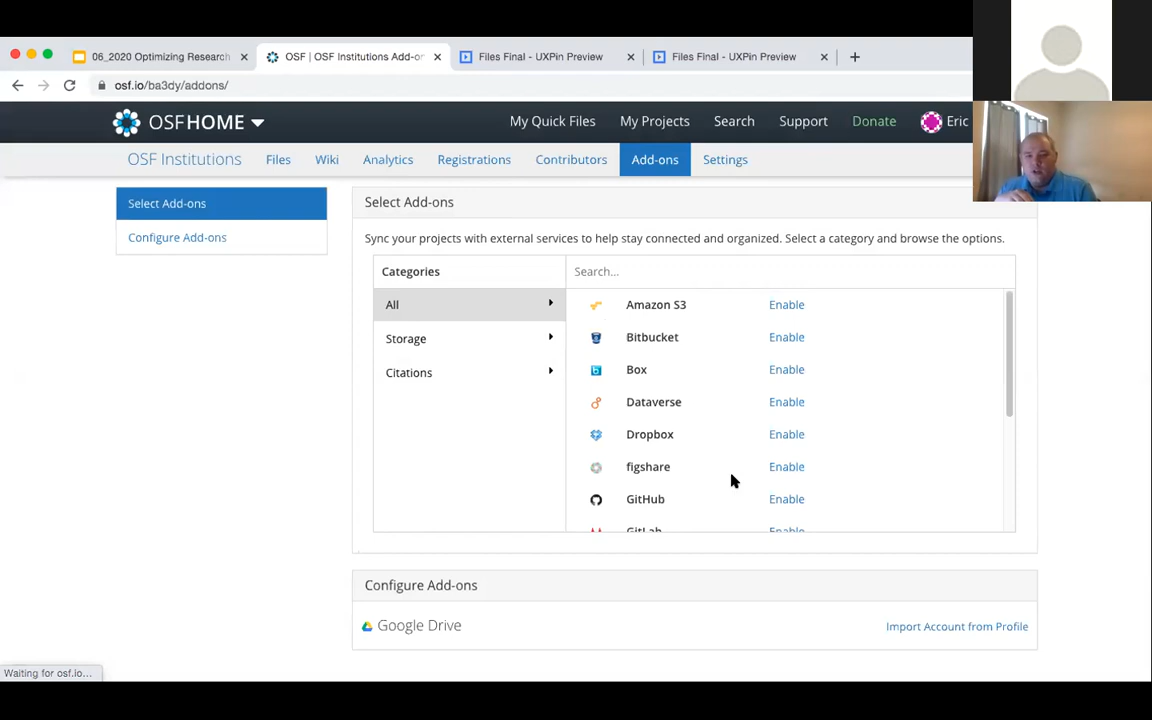 06_2020 Optimizing Research
OSF | OSF Institutions Add-on
Files Final - UXPin Preview
Files Final - UXPin Preview
osf.io/ba3dy/addons/
OSFHOME
My Quick Files
My Projects
Search
Support
Donate
Eric
OSF Institutions
Files
Wiki
Analytics
Registrations
Contributors
Add-ons
Settings
Select Add-ons
Configure Add-ons
Select Add-ons
Sync your projects with external services to help stay connected and organized. Select a category and browse the options.
Categories
Search...
All
Storage
Citations
Amazon S3 Enable
Bitbucket Enable
Box Enable
Dataverse Enable
Dropbox Enable
figshare Enable
GitHub Enable
GitLab Enable
Configure Add-ons
Google Drive
Import Account from Profile
Waiting for osf.io...